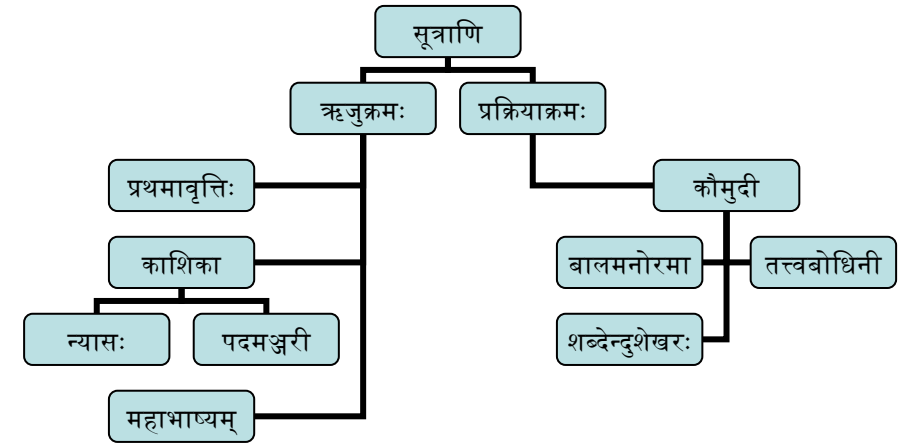 सूत्राणि
ऋजुक्रमः
प्रक्रियाक्रमः
प्रथमावृत्तिः
कौमुदी
काशिका
बालमनोरमा
तत्त्वबोधिनी
न्यासः
पदमञ्जरी
शब्देन्दुशेखरः
महाभाष्यम्